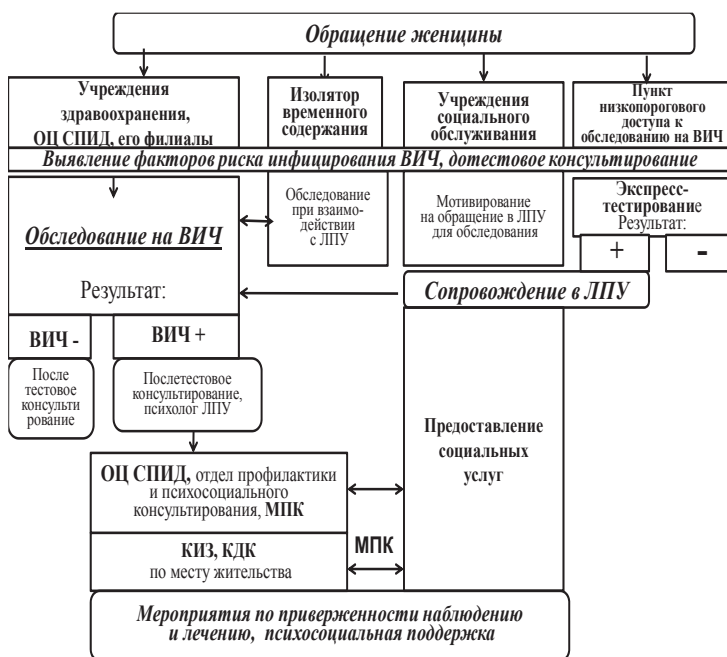 Обращение женщины
Учреждения
здравоохранения,
ОЦ СПИД, его филиалы
Изолятор
временного
содержания
Учреждения
социального
обслуживания
Пункт
низкопорогового
доступа к
обследованию на ВИЧ
Выявление факторов риска инфицирования ВИЧ, дотестовое консультирование
Обследование на ВИЧ
Результат:
Обследование
при взаимо-
действии
с ЛПУ
Мотивирование
на обращение в ЛПУ
для обследования
Экспресс-
тестирование
Результат:
+
-
Сопровождение в ЛПУ
ВИЧ -
ВИЧ +
После
тестовое
консульти
рование
Послетестовое
консультирование,
психолог ЛПУ
Предоставление
социальных
услуг
ОЦ СПИД, отдел профилактики
и психосоциального
консультирования, МПК
МПК
КИЗ, КДК
по месту жительства
Мероприятия по приверженности наблюдению
и лечению, психосоциальная поддержка